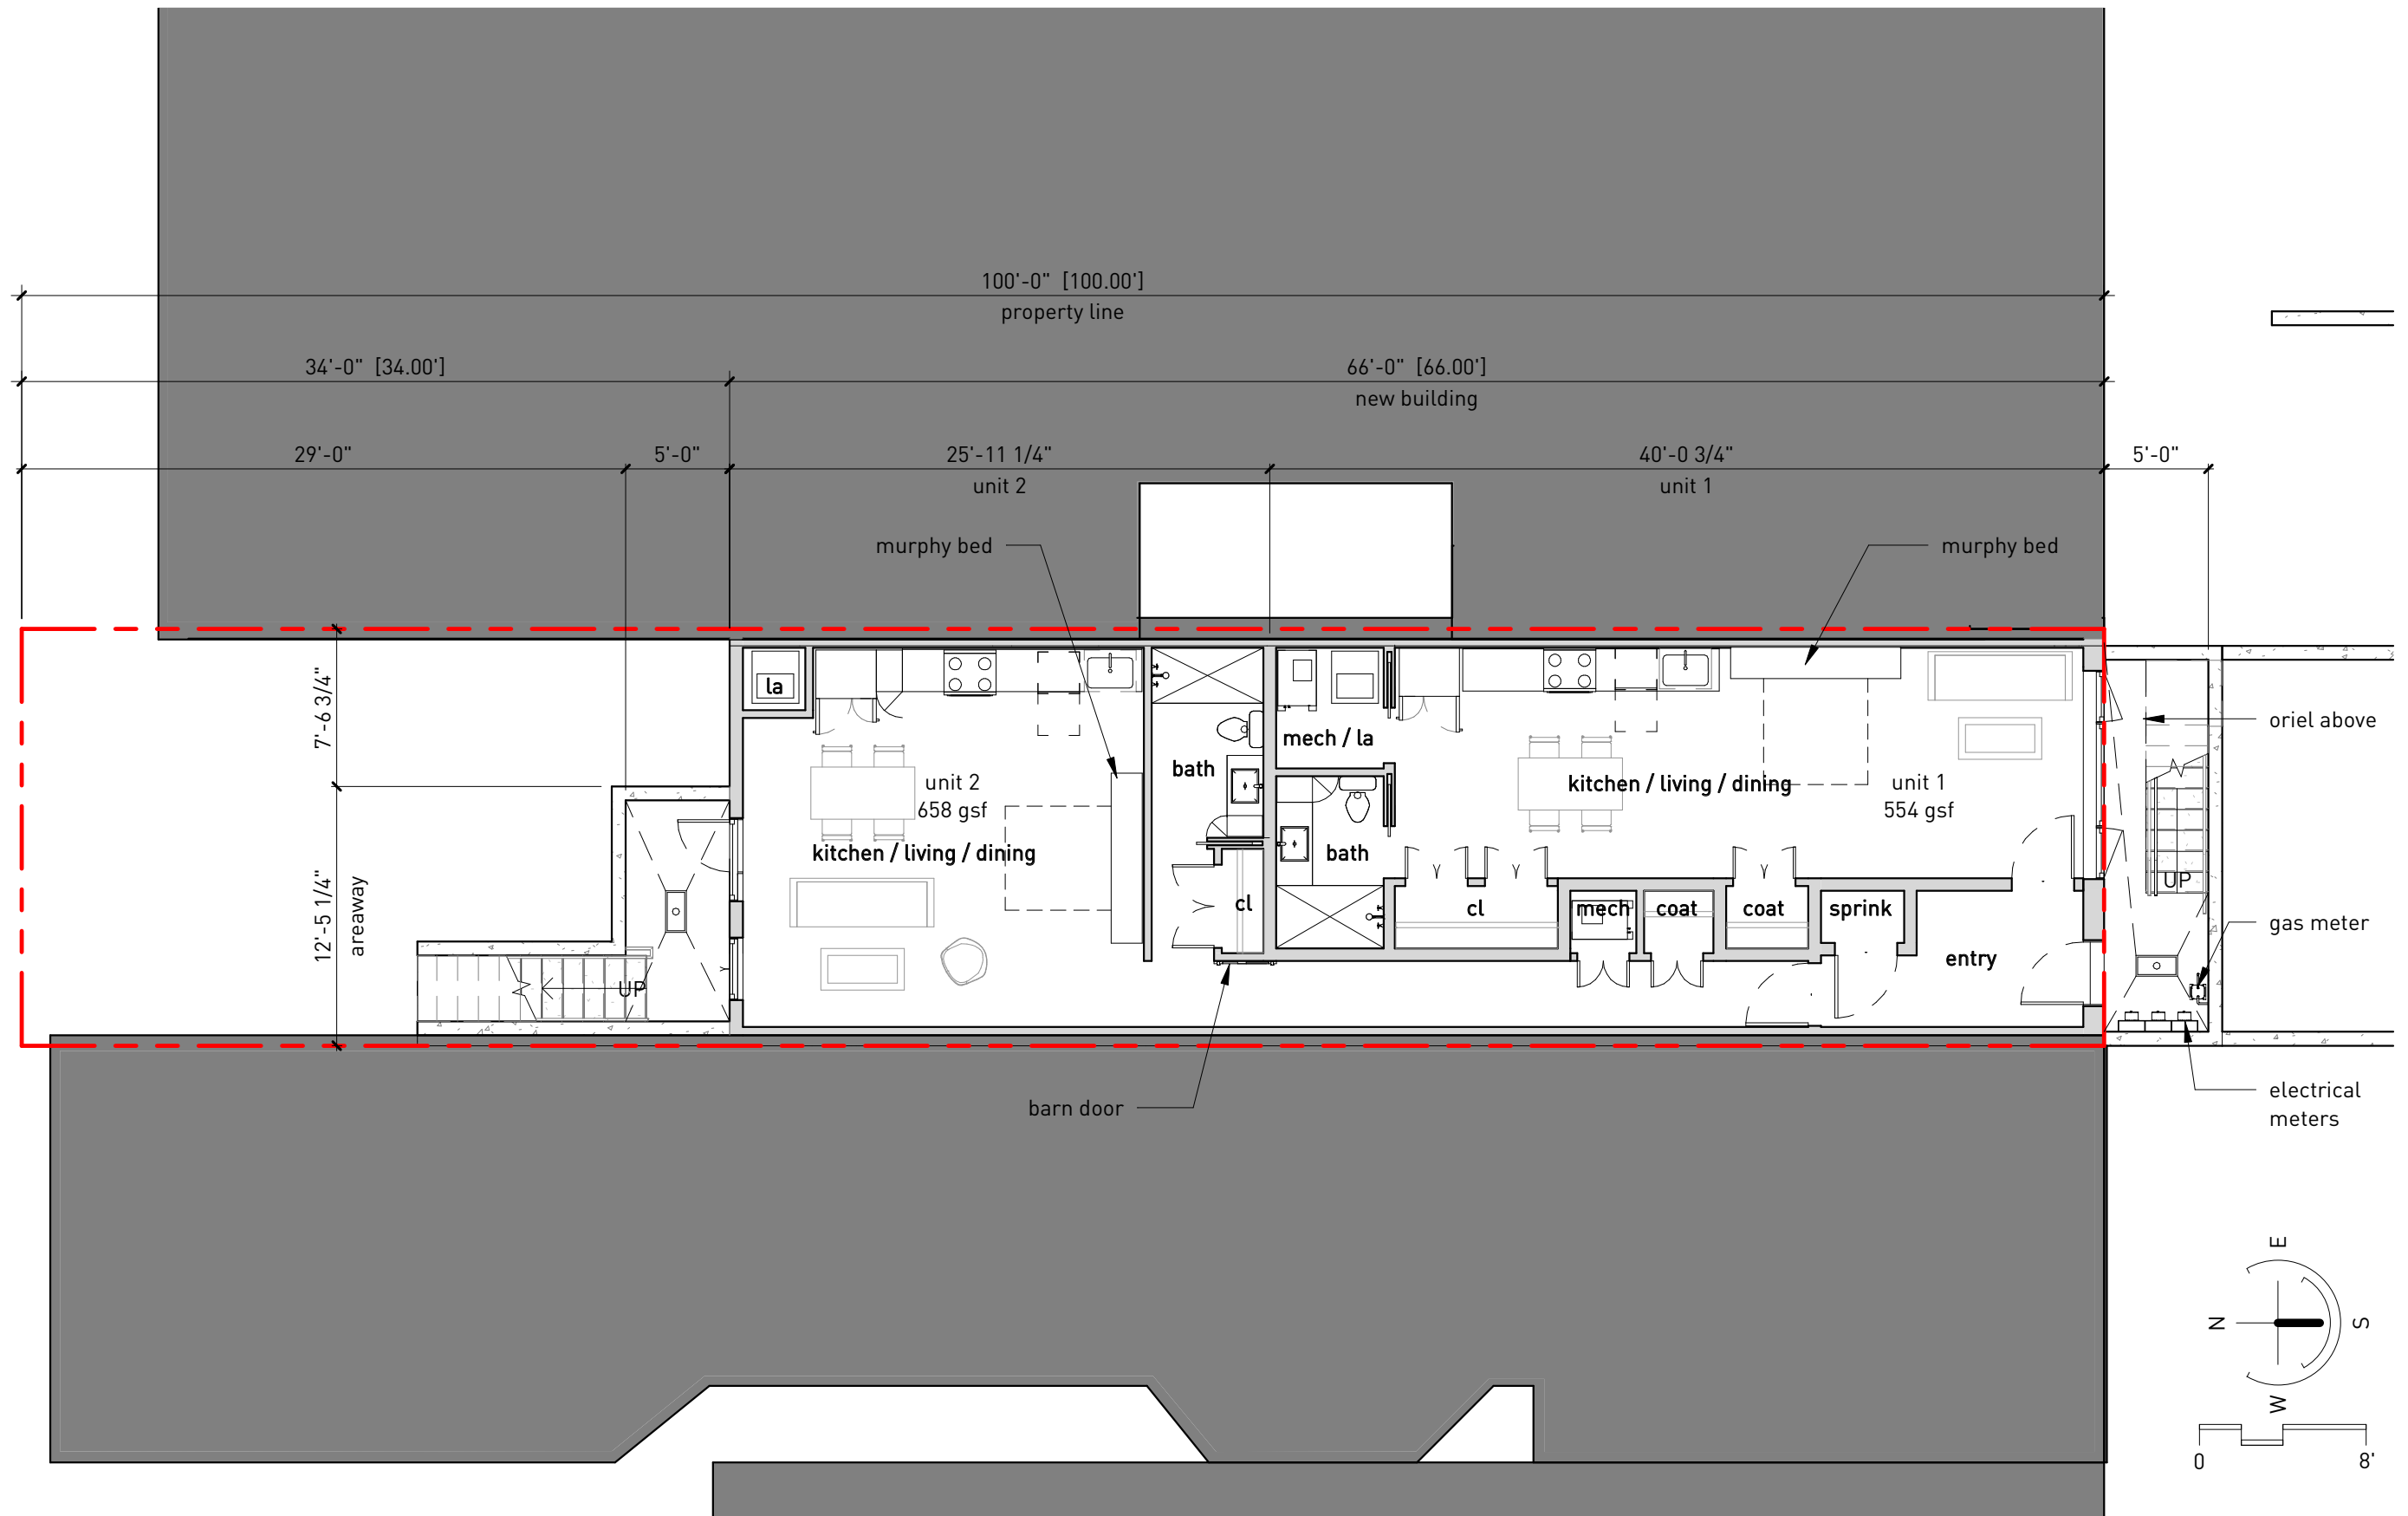 100'-0" [100.00']
property line
34'-0" [34.00']
66'-0" [66.00']
new building
29'-0"
5'-0"
25'-11 1/4"
unit 2
40'-0 3/4"
unit 1
5'-0"
murphy bed
murphy bed
7'-6 3/4"
12'-5 1/4"
areaway
la
mech / la
bath
unit 2
658 gsf
kitchen / living / dining
kitchen / living / dining
unit 1
554 gsf
bath
cl
cl
mech
coat
coat
sprink
entry
UP
UP
oriel above
gas meter
electrical
meters
barn door
E
N
S
W
0
8'